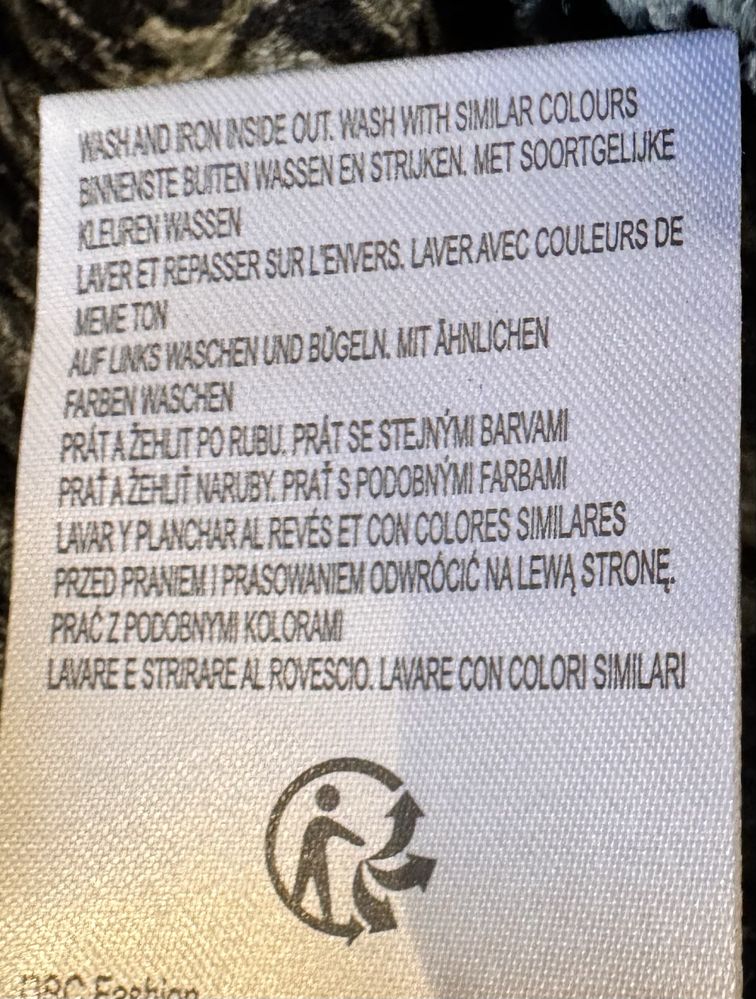 WASH AND IRON INSIDE OUT. WASH WITH SIMILAR COLOURS
BINNENSTE BUITEN WASSEN EN STRIJKEN. MET SOORTGELIJKE
KLEUREN WASSEN
LAVER ET REPASSER SUR L'ENVERS. LAVER AVEC COULEURS DE
MEME TON
AUF LINKS WASCHEN UND BÜGELN. MIT ÄHNLICHEN
FARBEN WASCHEN
PRÁT A ŽEHLIT PO RUBU. PRÁT SE STEJNÝMI BARVAMI
PRAŤ A ŽEHLIŤ NARUBY. PRAŤ S PODOBNÝMI FARBAMI
LAVAR Y PLANCHAR AL REVÉS ET CON COLORES SIMILARES
PRZED PRANIEM I PRASOWANIEM ODWRÓCIĆ NA LEWĄ STRONĘ.
PRAĆ Z PODOBNYMI KOLORAMI
LAVARE E STRIRARE AL ROVESCIO. LAVARE CON COLORI SIMILARI
Fashion